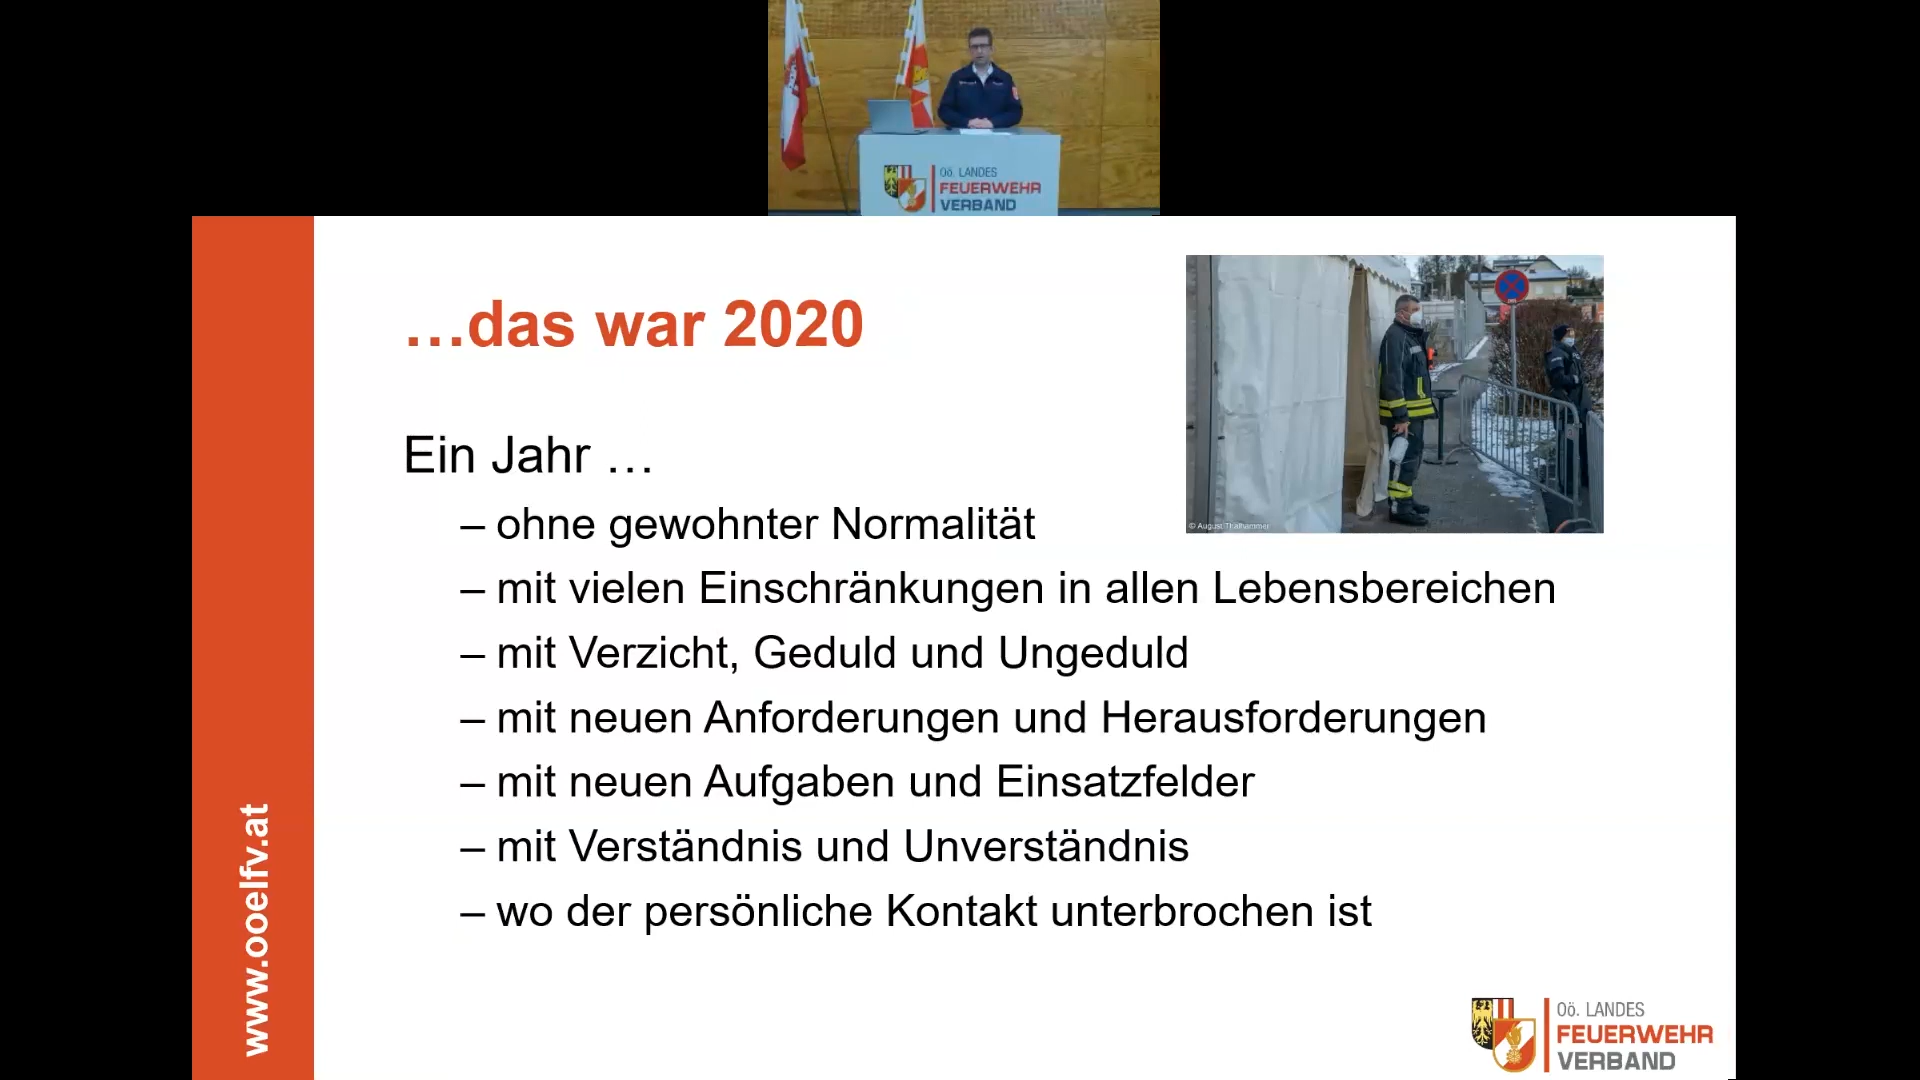 OÖ. LANDES
FEUERWEHR
VERBAND
…das war 2020
© August Thalhammer
Ein Jahr …
– ohne gewohnter Normalität
– mit vielen Einschränkungen in allen Lebensbereichen
– mit Verzicht, Geduld und Ungeduld
– mit neuen Anforderungen und Herausforderungen
– mit neuen Aufgaben und Einsatzfelder
– mit Verständnis und Unverständnis
– wo der persönliche Kontakt unterbrochen ist
www.ooelfv.at
OÖ. LANDES
FEUERWEHR
VERBAND